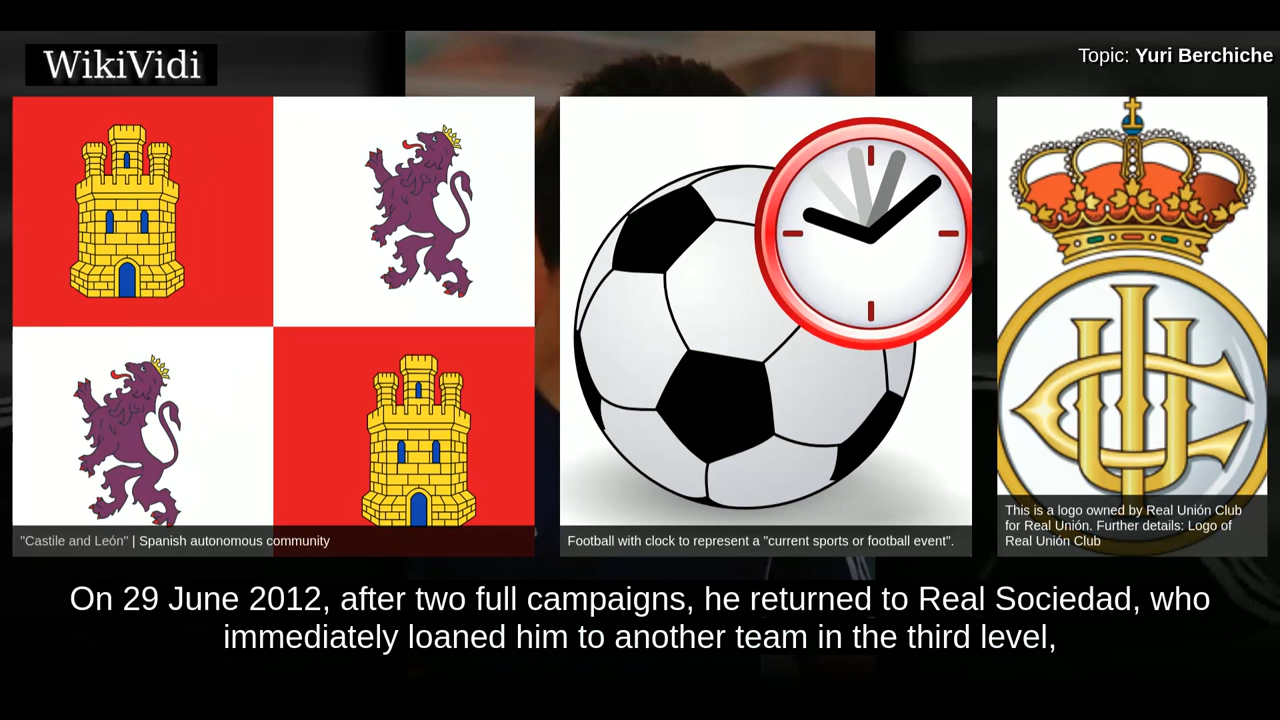 WikiVidi
Topic: Yuri Berchiche
"Castile and León" | Spanish autonomous community
Football with clock to represent a "current sports or football event".
This is a logo owned by Real Unión Club
for Real Unión. Further details: Logo of
Real Unión Club
On 29 June 2012, after two full campaigns, he returned to Real Sociedad, who
immediately loaned him to another team in the third level,